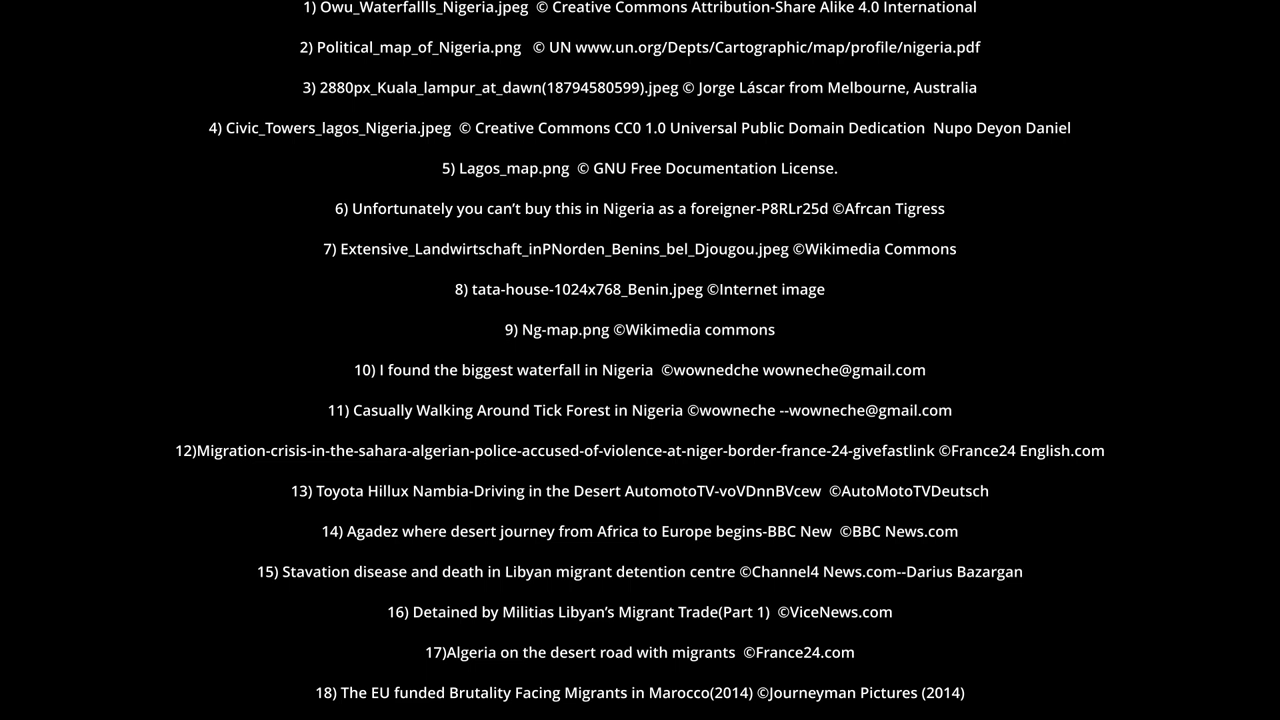 1) Owu_Waterfallls_Nigeria.jpeg © Creative Commons Attribution-Share Alike 4.0 International
2) Political_map_of_Nigeria.png © UN www.un.org/Depts/Cartographic/map/profile/nigeria.pdf
3) 2880px_Kuala_lampur_at_dawn(18794580599).jpeg © Jorge Láscar from Melbourne, Australia
4) Civic_Towers_lagos_Nigeria.jpeg © Creative Commons CC0 1.0 Universal Public Domain Dedication Nupo Deyon Daniel
5) Lagos_map.png © GNU Free Documentation License.
6) Unfortunately you can’t buy this in Nigeria as a foreigner-P8RLr25d ©Afrcan Tigress
7) Extensive_Landwirtschaft_inPNorden_Benins_bel_Djougou.jpeg ©Wikimedia Commons
8) tata-house-1024x768_Benin.jpeg ©Internet image
9) Ng-map.png ©Wikimedia commons
10) I found the biggest waterfall in Nigeria ©wownedche wowneche@gmail.com
11) Casually Walking Around Tick Forest in Nigeria ©wowneche --wowneche@gmail.com
12)Migration-crisis-in-the-sahara-algerian-police-accused-of-violence-at-niger-border-france-24-givefastlink ©France24 English.com
13) Toyota Hillux Nambia-Driving in the Desert AutomotoTV-voVDnnBVcew ©AutoMotoTVDeutsch
14) Agadez where desert journey from Africa to Europe begins-BBC New ©BBC News.com
15) Stavation disease and death in Libyan migrant detention centre ©Channel4 News.com--Darius Bazargan
16) Detained by Militias Libyan’s Migrant Trade(Part 1) ©ViceNews.com
17)Algeria on the desert road with migrants ©France24.com
18) The EU funded Brutality Facing Migrants in Marocco(2014) ©Journeyman Pictures (2014)